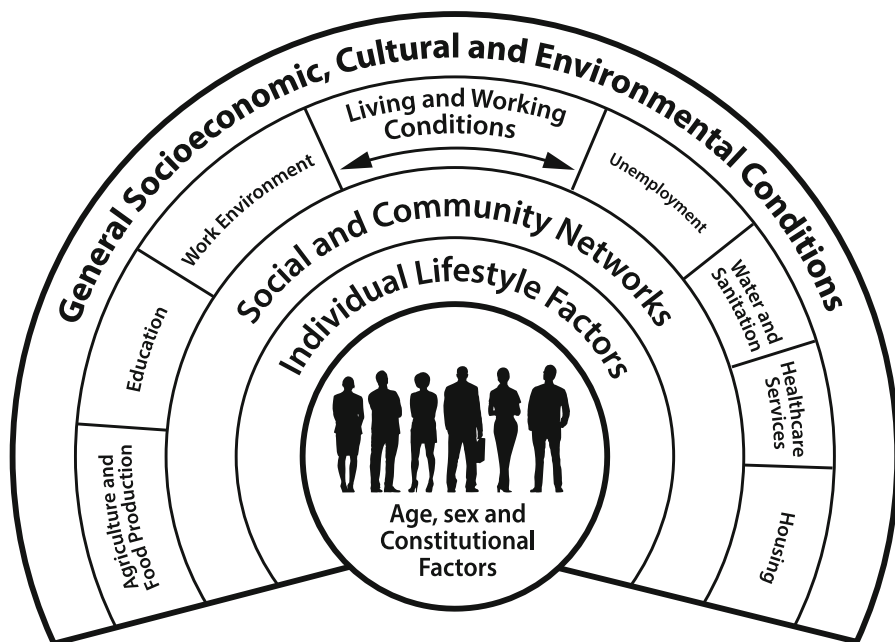 General Socioeconomic, Cultural and Environmental Conditions
Living and Working
Conditions
Agriculture and
Food Production
Education
Work Environment
Unemployment
Water and
Sanitation
Healthcare
Services
Housing
Social and Community Networks
Individual Lifestyle Factors
Age, sex and
Constitutional
Factors